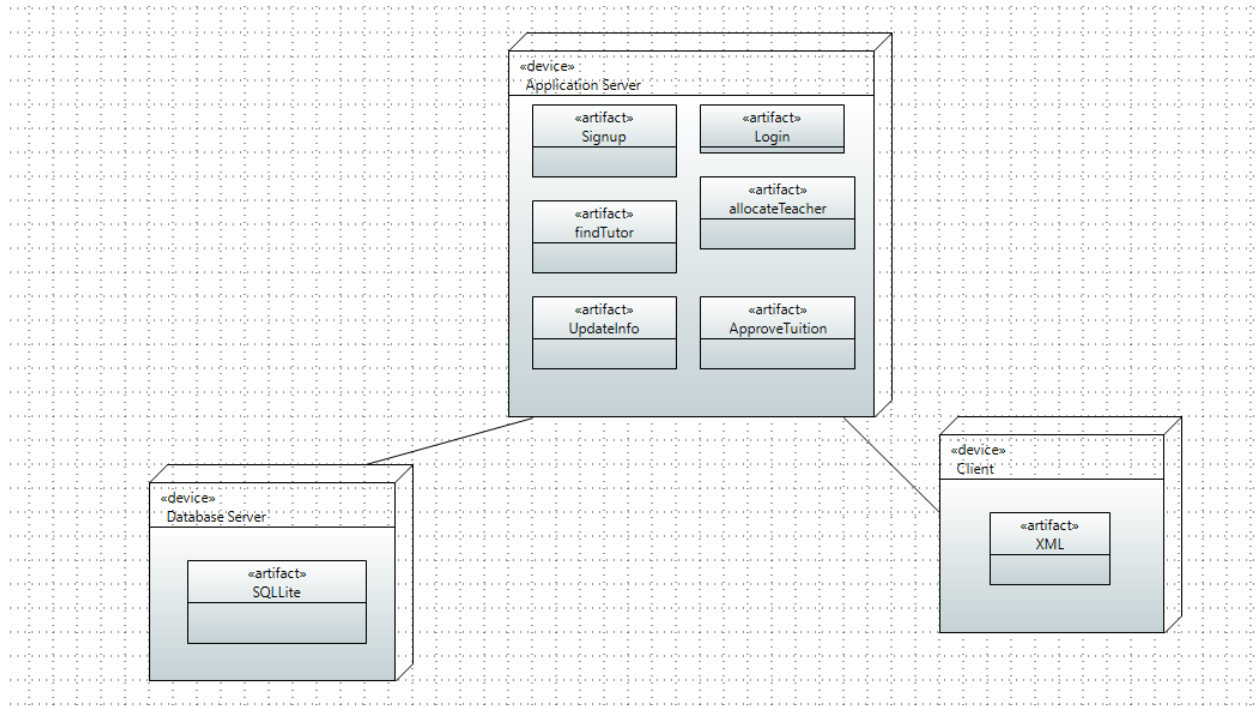 «device»
Application Server
«artifact»
Signup
«artifact»
Login
«artifact»
findTutor
«artifact»
allocateTeacher
«artifact»
UpdateInfo
«artifact»
ApproveTuition
«device»
Database Server
«artifact»
SQLLite
«device»
Client
«artifact»
XML